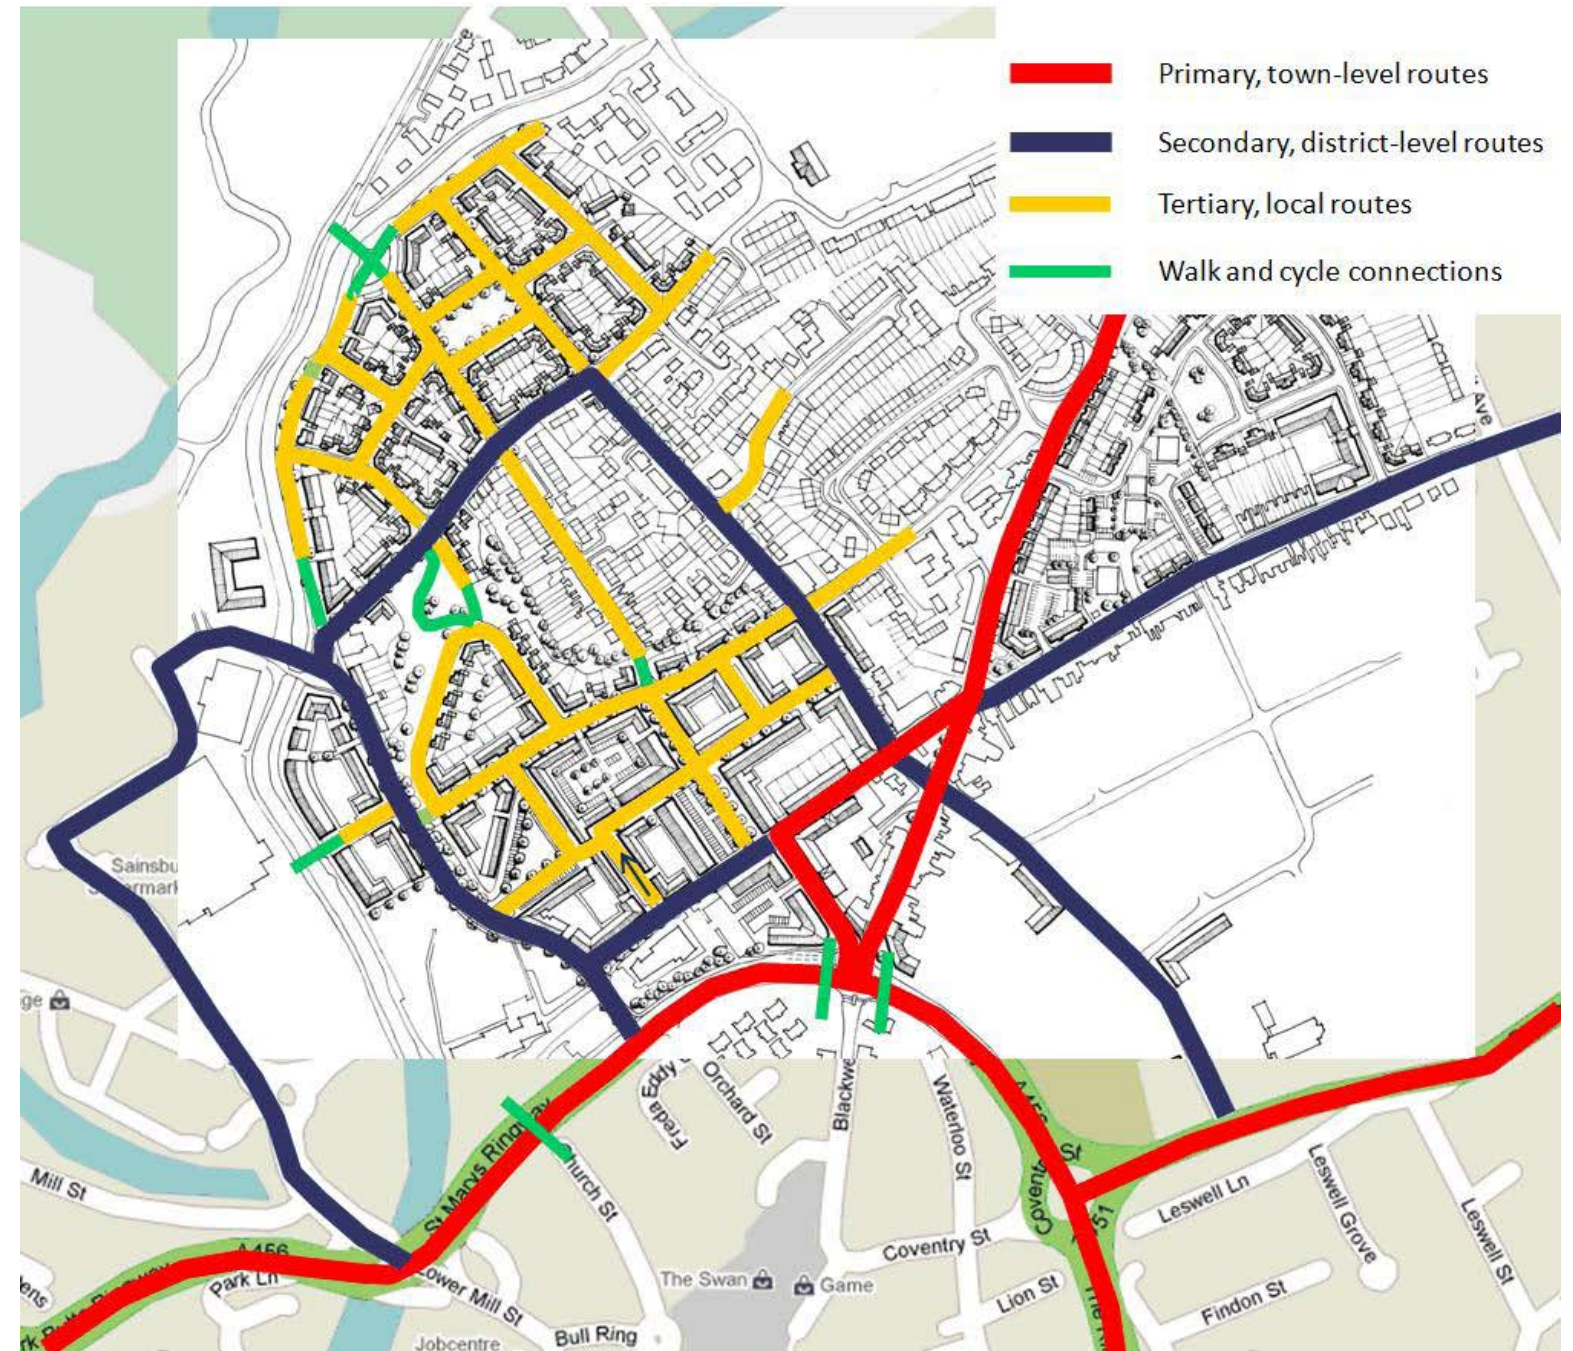 Primary, town-level routes
Secondary, district-level routes
Tertiary, local routes
Walk and cycle connections
Ave
Sainsbu
Mill St
A456
Park Ln
St Marys Ringway
Church St
Lower Mill St
Jobcentre
Bull Ring
Freda Eddy
Orchard St
Blackwe
Waterloo St
The Swan
Game
Coventry St
Lion St
Leswell Ln
Leswell Grove
Leswell St
Findon St